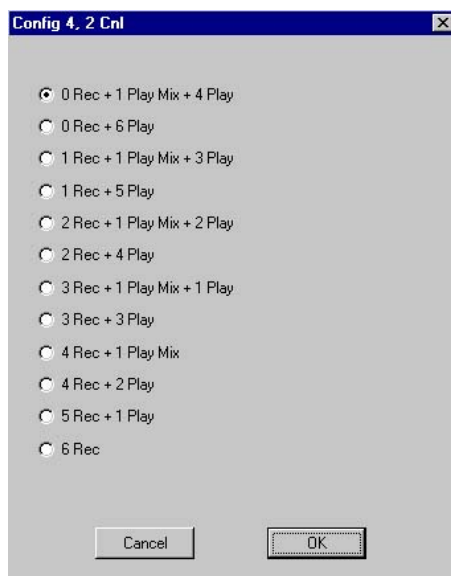 Config 4, 2 Cnl
0 Rec + 1 Play Mix + 4 Play
0 Rec + 6 Play
1 Rec + 1 Play Mix + 3 Play
1 Rec + 5 Play
2 Rec + 1 Play Mix + 2 Play
2 Rec + 4 Play
3 Rec + 1 Play Mix + 1 Play
3 Rec + 3 Play
4 Rec + 1 Play Mix
4 Rec + 2 Play
5 Rec + 1 Play
6 Rec
Cancel OK